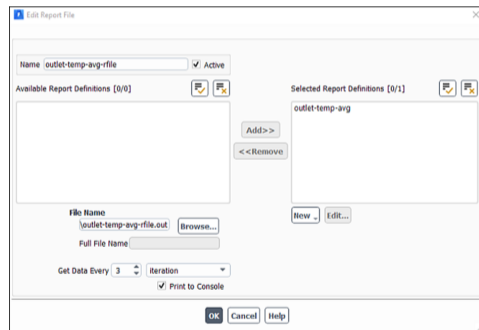 Edit Report File
Name outlet-temp-avg-rfile Active
Available Report Definitions [0/0]
Selected Report Definitions [0/1]
outlet-temp-avg
Add>>
<<Remove
File Name
\outlet-temp-avg-rfile.out Browse...
Full File Name
New Edit...
Get Data Every 3 iteration
Print to Console
OK Cancel Help